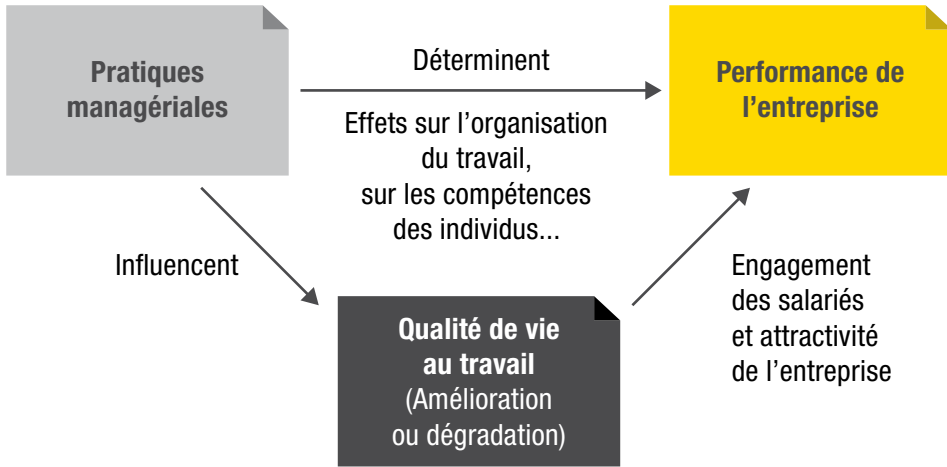 Pratiques
managériales
Déterminent
Effets sur l’organisation
du travail,
sur les compétences
des individus...
Performance de
l’entreprise
Influencent
Qualité de vie
au travail
(Amélioration
ou dégradation)
Engagement
des salariés
et attractivité
de l’entreprise